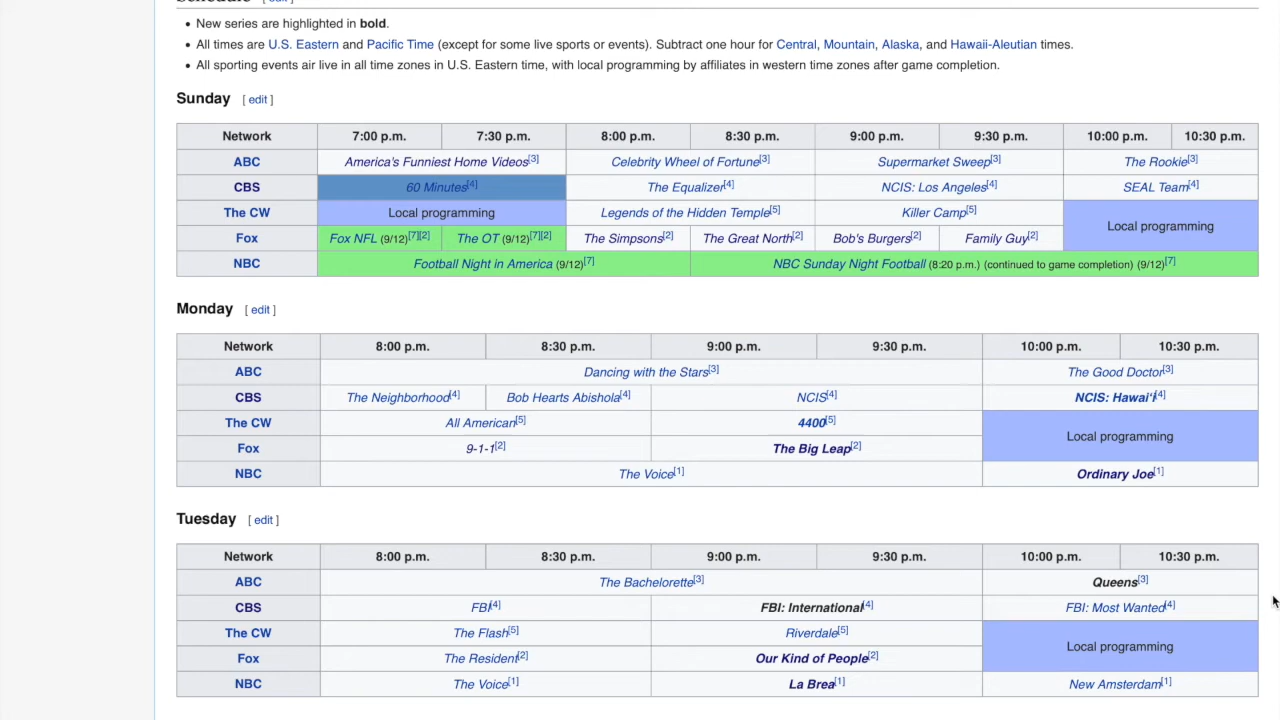 Schedule [ edit ]
New series are highlighted in bold.
All times are U.S. Eastern and Pacific Time (except for some live sports or events). Subtract one hour for Central, Mountain, Alaska, and Hawaii-Aleutian times.
All sporting events air live in all time zones in U.S. Eastern time, with local programming by affiliates in western time zones after game completion.
Sunday [ edit ]
Network 7:00 p.m. 7:30 p.m. 8:00 p.m. 8:30 p.m. 9:00 p.m. 9:30 p.m. 10:00 p.m. 10:30 p.m.
ABC America's Funniest Home Videos[3] Celebrity Wheel of Fortune[3] Supermarket Sweep[3] The Rookie[3]
CBS 60 Minutes[4] The Equalizer[4] NCIS: Los Angeles[4] SEAL Team[4]
The CW Local programming Legends of the Hidden Temple[5] Killer Camp[5] Local programming
Fox Fox NFL (9/12)[7][2] The OT (9/12)[7][2] The Simpsons[2] The Great North[2] Bob's Burgers[2] Family Guy[2]
NBC Football Night in America (9/12)[7] NBC Sunday Night Football (8:20 p.m.) (continued to game completion) (9/12)[7]
Monday [ edit ]
Network 8:00 p.m. 8:30 p.m. 9:00 p.m. 9:30 p.m. 10:00 p.m. 10:30 p.m.
ABC Dancing with the Stars[3] The Good Doctor[3]
CBS The Neighborhood[4] Bob Hearts Abishola[4] NCIS[4] NCIS: Hawai'i[4]
The CW All American[5] 4400[5] Local programming
Fox 9-1-1[2] The Big Leap[2]
NBC The Voice[1] Ordinary Joe[1]
Tuesday [ edit ]
Network 8:00 p.m. 8:30 p.m. 9:00 p.m. 9:30 p.m. 10:00 p.m. 10:30 p.m.
ABC The Bachelorette[3] Queens[3]
CBS FBI[4] FBI: International[4] FBI: Most Wanted[4]
The CW The Flash[5] Riverdale[5] Local programming
Fox The Resident[2] Our Kind of People[2]
NBC The Voice[1] La Brea[1] New Amsterdam[1]